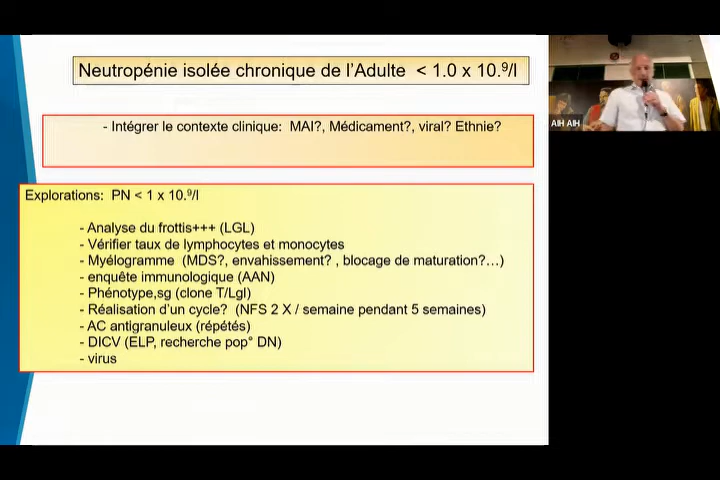 Neutropénie isolée chronique de l'Adulte < 1.0 x 10.⁹/l
- Intégrer le contexte clinique: MAI?, Médicament?, viral? Ethnie?
Explorations: PN < 1 x 10.⁹/l
- Analyse du frottis+++ (LGL)
- Vérifier taux de lymphocytes et monocytes
- Myélogramme (MDS?, envahissement? , blocage de maturation?...)
- enquête immunologique (AAN)
- Phénotype,sg (clone T/Lgl)
- Réalisation d'un cycle? (NFS 2 X / semaine pendant 5 semaines)
- AC antigranuleux (répétés)
- DICV (ELP, recherche pop° DN)
- virus
AIH AIH